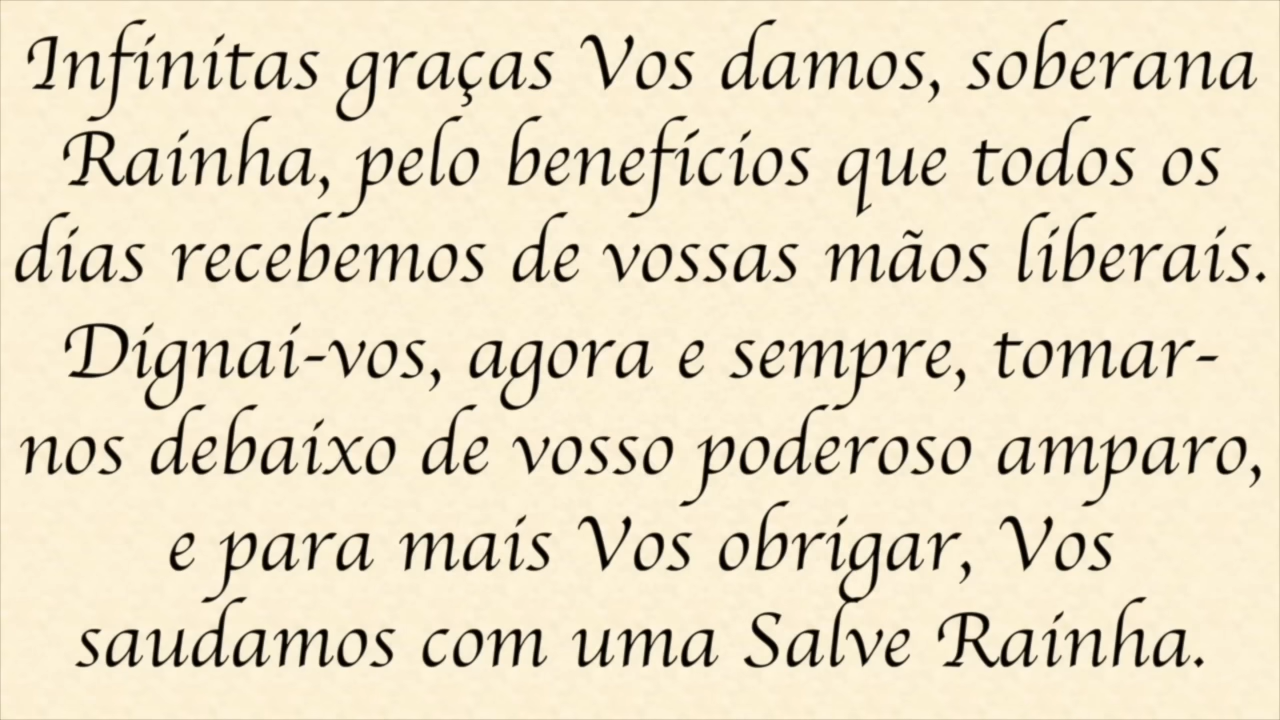 Infinitas graças Vos damos, soberana
Rainha, pelo benefícios que todos os
dias recebemos de vossas mãos liberais.
Dignai-vos, agora e sempre, tomar-
nos debaixo de vosso poderoso amparo,
e para mais Vos obrigar, Vos
saudamos com uma Salve Rainha.